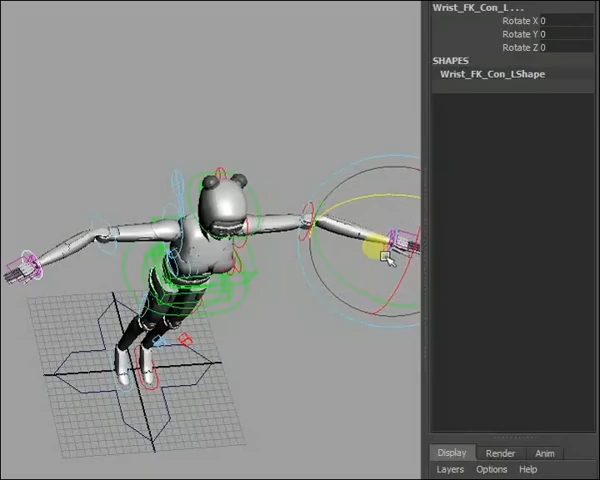 Wrist_FK_Con_L...
Rotate X 0
Rotate Y 0
Rotate Z 0
SHAPES
Wrist_FK_Con_LShape
Display Render Anim
Layers Options Help